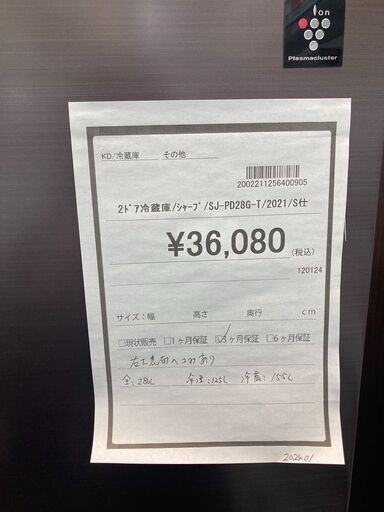 ion
Plasmacluster
KD/冷蔵庫 その他
2002211256400905
2ﾄﾞｱ冷蔵庫/ｼｬｰﾌﾟ/SJ-PD28G-T/2021/S仕
¥36,080 (税込)
120124
サイズ:幅 高さ 奥行 cm
□現状販売 □1ヶ月保証 ☑3ヶ月保証 □6ヶ月保証
右下表面へこみあり
全:280L 冷凍:125L 冷蔵:155L
2024.01